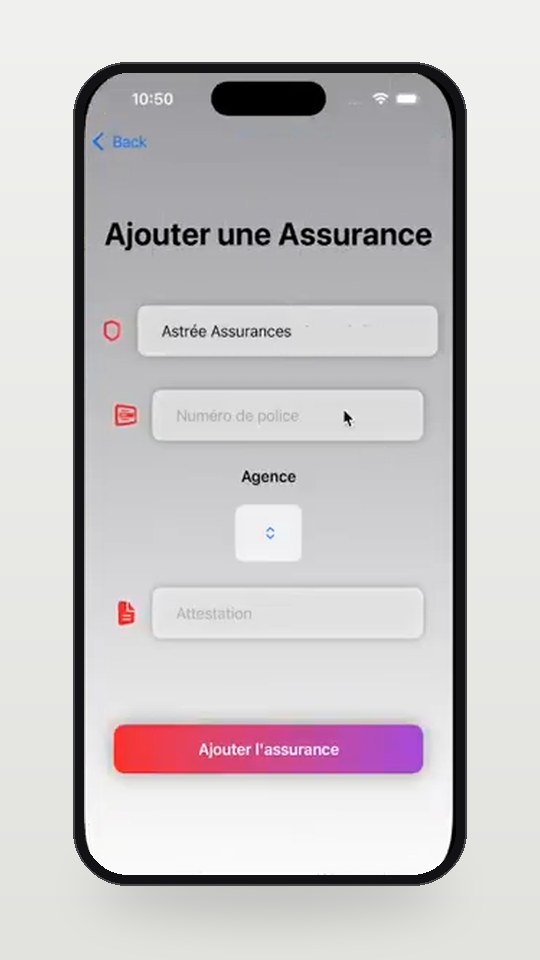 10:50
Back
Ajouter une Assurance
Astrée Assurances
Numéro de police
Agence
Attestation
Ajouter l'assurance